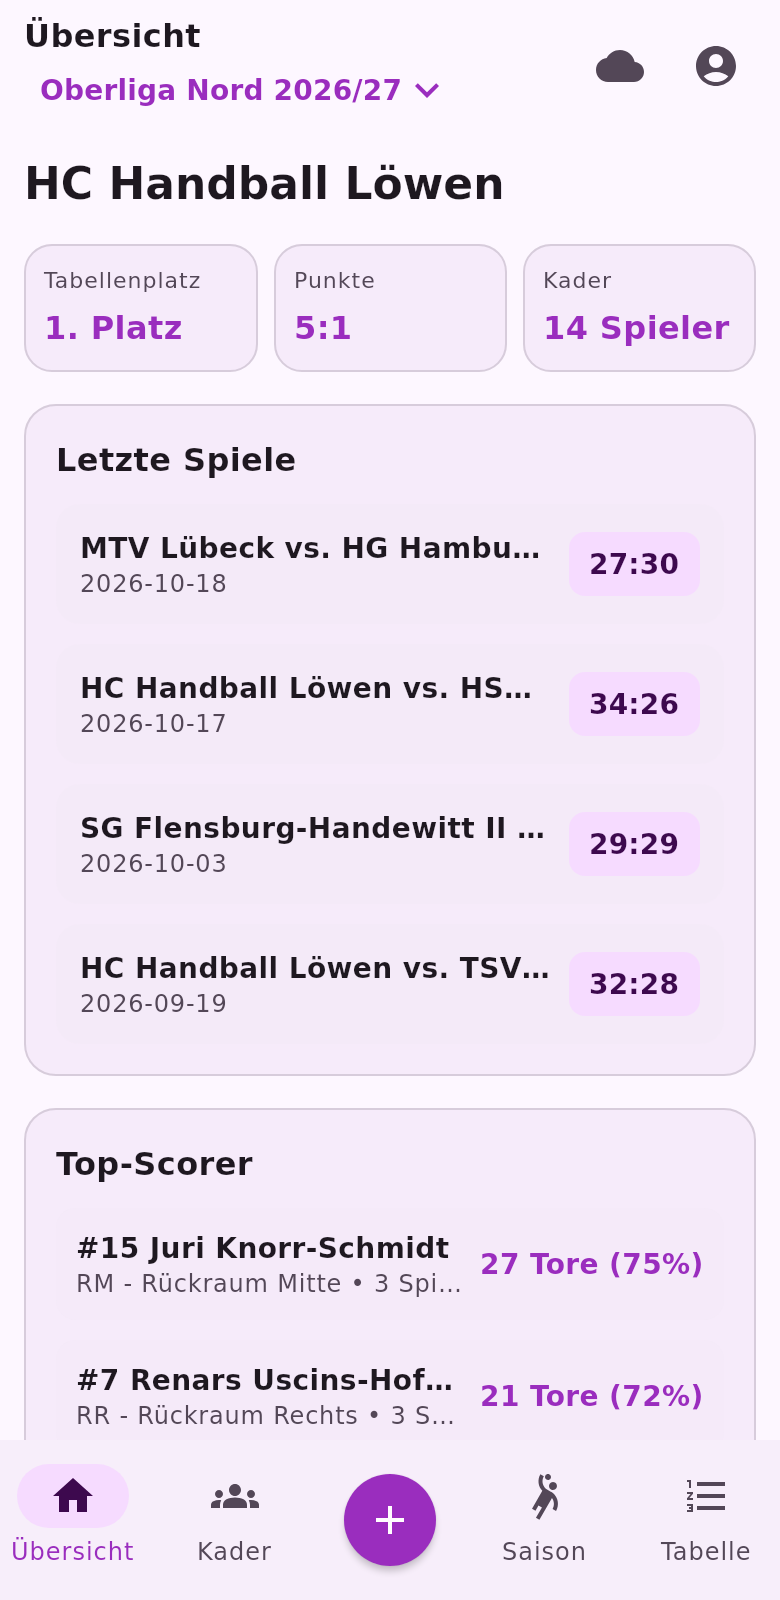 Übersicht
Oberliga Nord 2026/27
HC Handball Löwen
Tabellenplatz
1. Platz
Punkte
5:1
Kader
14 Spieler
Letzte Spiele
MTV Lübeck vs. HG Hambu…
2026-10-18
27:30
HC Handball Löwen vs. HS…
2026-10-17
34:26
SG Flensburg-Handewitt II …
2026-10-03
29:29
HC Handball Löwen vs. TSV…
2026-09-19
32:28
Top-Scorer
#15 Juri Knorr-Schmidt
RM - Rückraum Mitte • 3 Spi…
27 Tore (75%)
#7 Renars Uscins-Hof…
RR - Rückraum Rechts • 3 S…
21 Tore (72%)
Übersicht
Kader
Saison
Tabelle